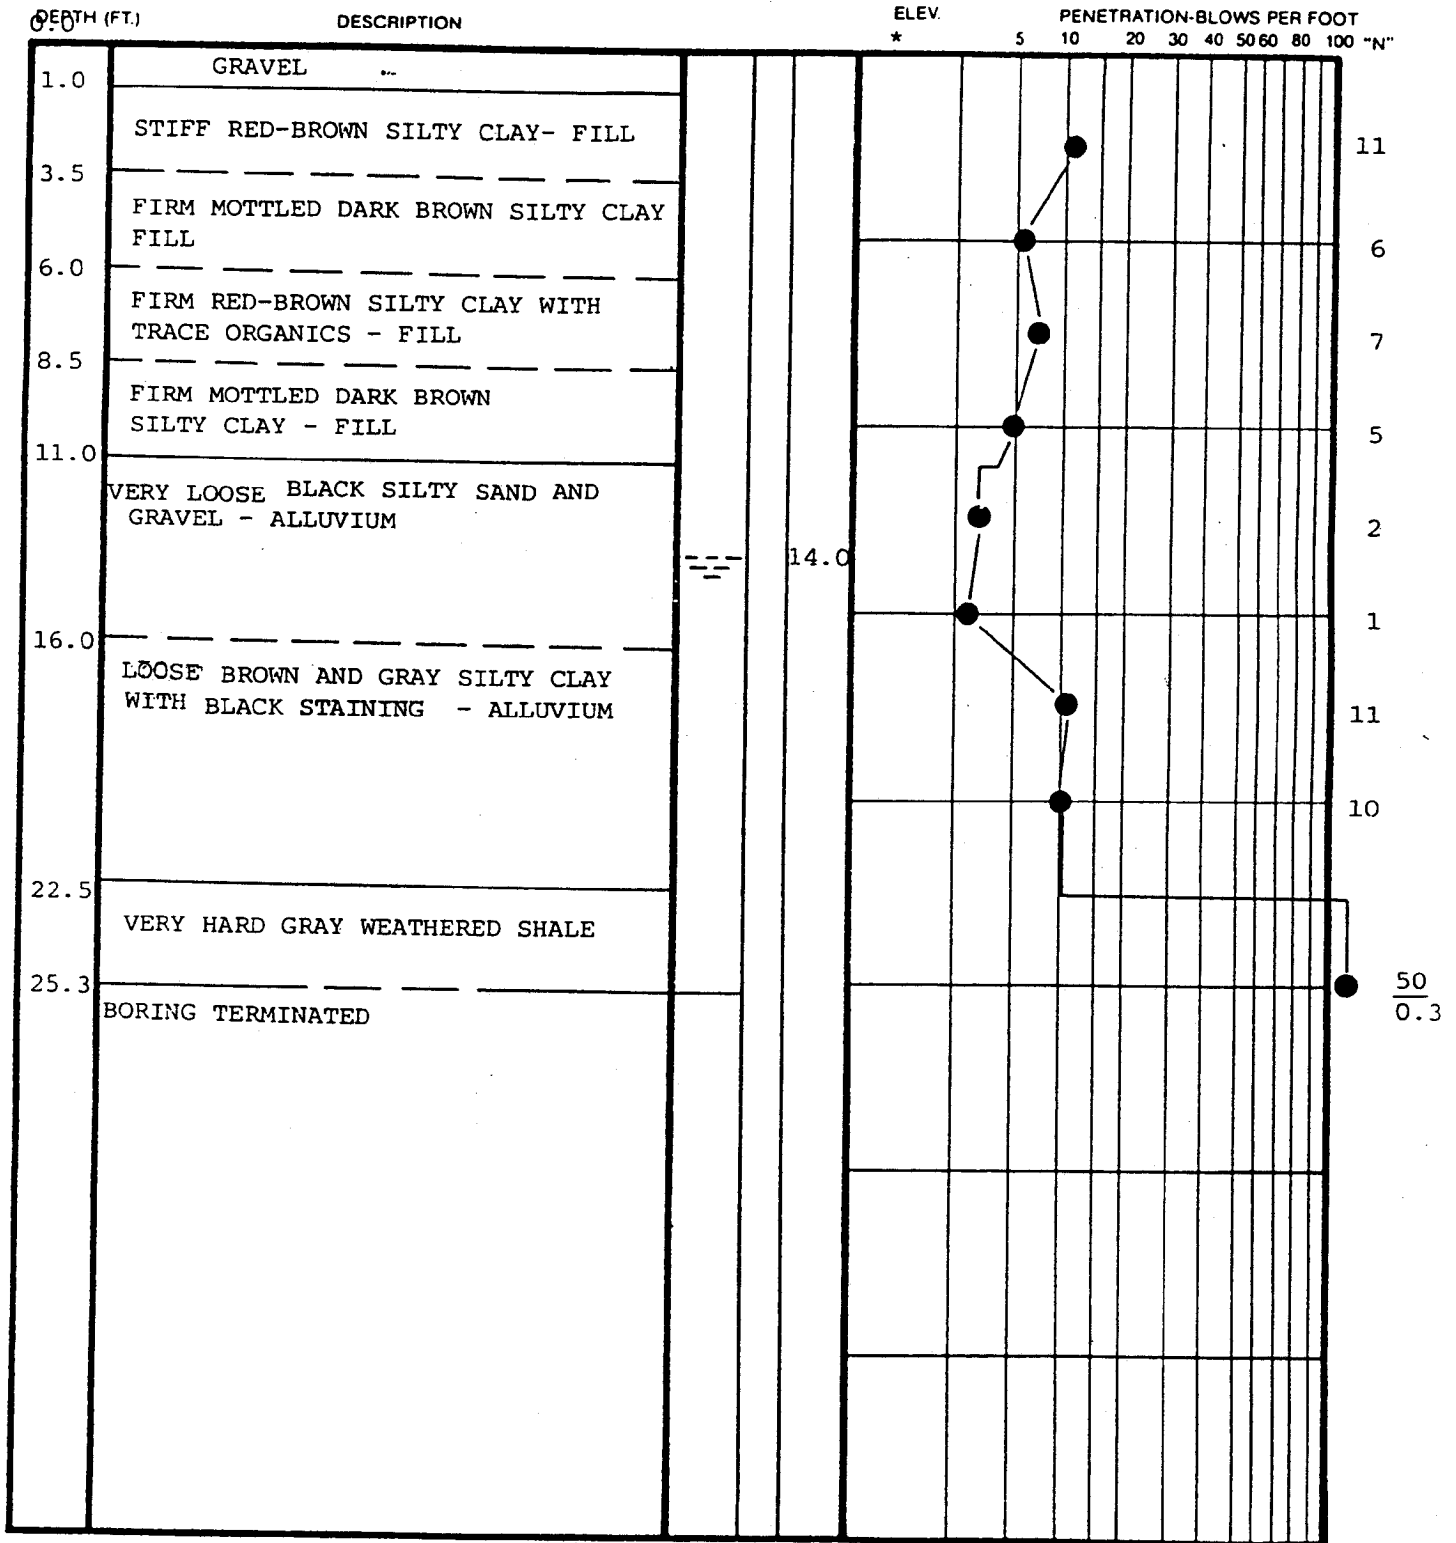 DEPTH (FT.) DESCRIPTION ELEV. PENETRATION-BLOWS PER FOOT
0.0 * 5 10 20 30 40 50 60 80 100 "N"
GRAVEL
1.0
STIFF RED-BROWN SILTY CLAY- FILL 11
3.5
FIRM MOTTLED DARK BROWN SILTY CLAY
FILL 6
6.0
FIRM RED-BROWN SILTY CLAY WITH
TRACE ORGANICS - FILL 7
8.5
FIRM MOTTLED DARK BROWN
SILTY CLAY - FILL 5
11.0
VERY LOOSE BLACK SILTY SAND AND
GRAVEL - ALLUVIUM 2
14.0
1
16.0
LOOSE BROWN AND GRAY SILTY CLAY
WITH BLACK STAINING - ALLUVIUM 11
10
22.5
VERY HARD GRAY WEATHERED SHALE
25.3 50
0.3
BORING TERMINATED